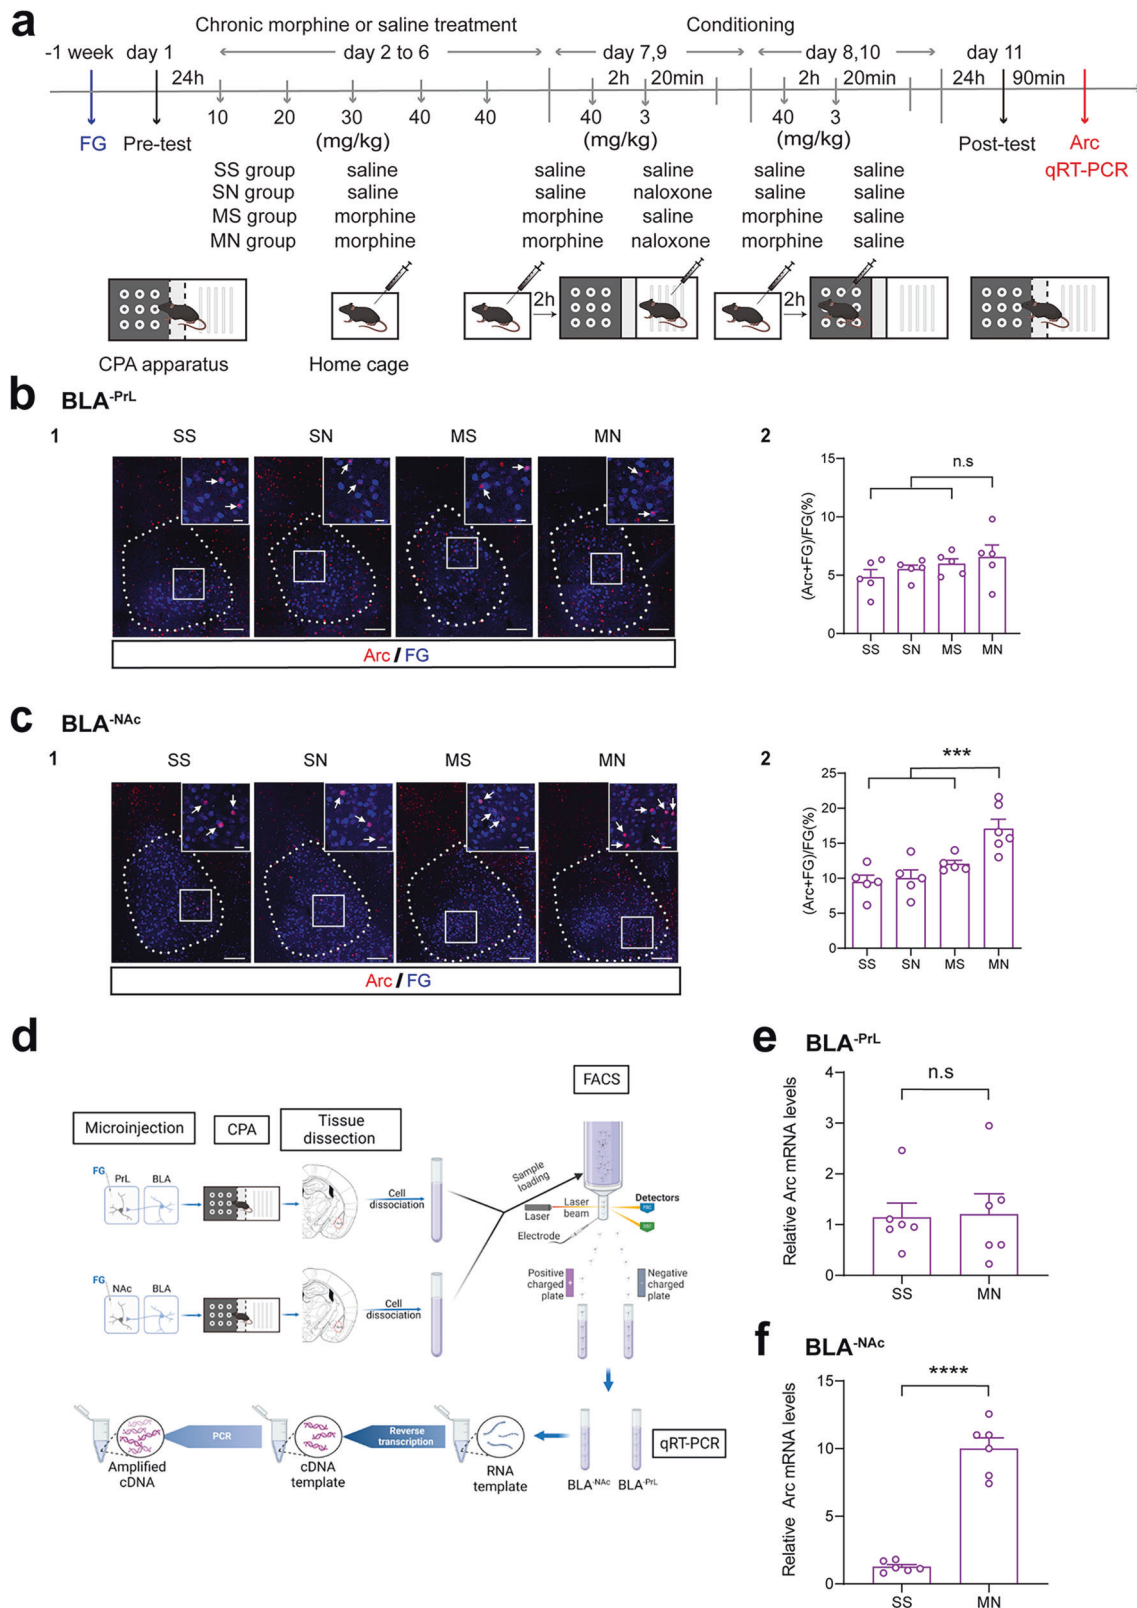 a
Chronic morphine or saline treatment
Conditioning
-1 week
day 1
day 2 to 6
day 7,9
day 8,10
day 11
24h
2h
20min
2h
20min
24h
90min
10
20
30
40
40
40
3
40
3
FG
Pre-test
(mg/kg)
(mg/kg)
(mg/kg)
Post-test
Arc
qRT-PCR
SS group saline saline saline saline saline
SN group saline saline naloxone saline saline
MS group morphine morphine saline morphine saline
MN group morphine morphine naloxone morphine saline
2h
2h
CPA apparatus
Home cage
b
BLA-PrL
1
SS
SN
MS
MN
Arc / FG
2
n.s
(Arc+FG)/FG(%)
15
10
5
0
SS
SN
MS
MN
c
BLA-NAc
1
SS
SN
MS
MN
Arc / FG
2
***
(Arc+FG)/FG(%)
25
20
15
10
5
0
SS
SN
MS
MN
d
Microinjection
CPA
Tissue
dissection
FACS
FG
PrL
BLA
Cell
dissociation
Sample
loading
Laser
Laser
beam
Detectors
Electrode
FG
NAc
BLA
Cell
dissociation
Positive
charged
plate
Negative
charged
plate
qRT-PCR
BLA-NAc
BLA-PrL
RNA
template
Reverse
transcription
cDNA
template
PCR
Amplified
cDNA
e
BLA-PrL
n.s
Relative Arc mRNA levels
4
3
2
1
0
SS
MN
f
BLA-NAc
****
Relative Arc mRNA levels
15
10
5
0
SS
MN